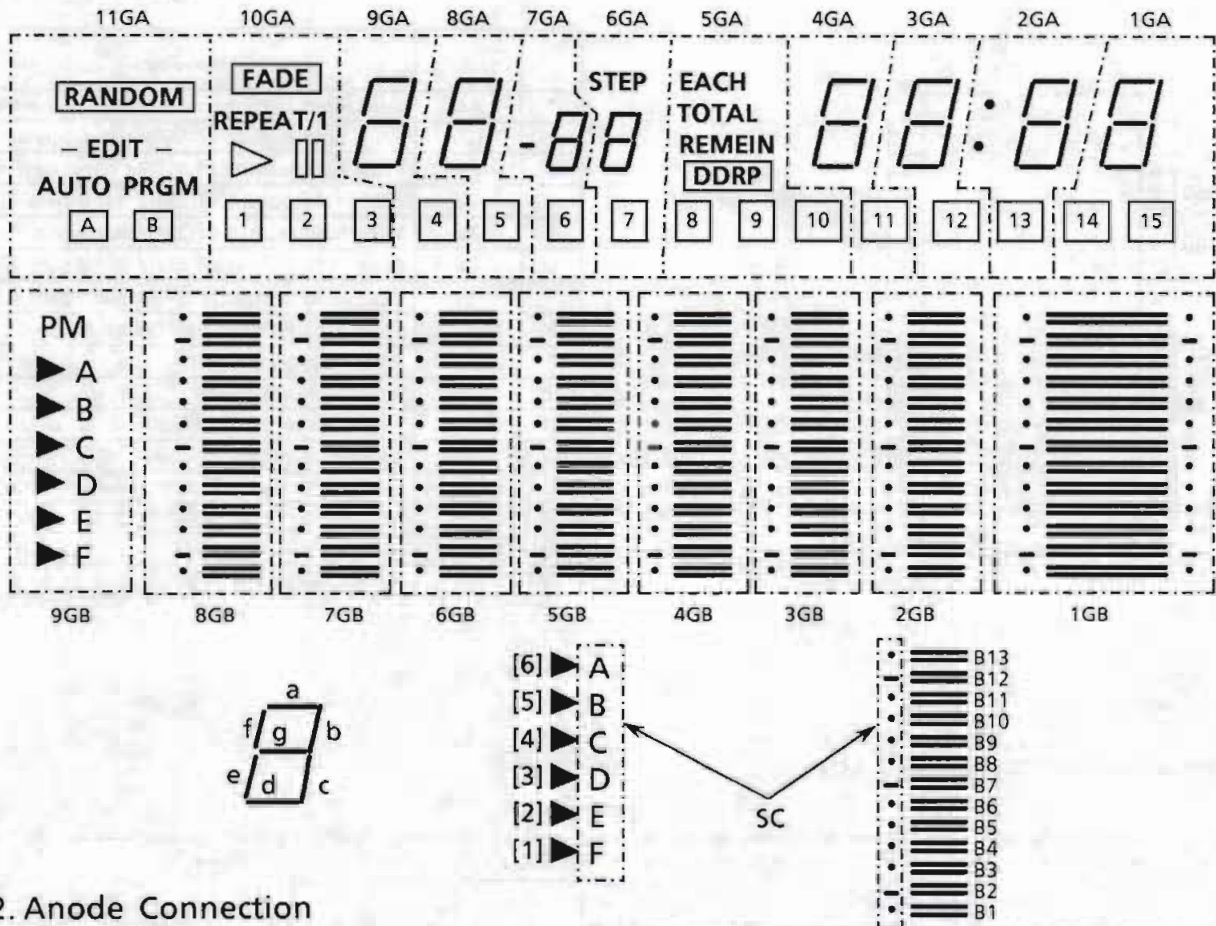 11GA 10GA 9GA 8GA 7GA 6GA 5GA 4GA 3GA 2GA 1GA
RANDOM FADE STEP EACH
REPEAT/1 TOTAL
- EDIT - REMEIN
AUTO PRGM DDRP
A B 1 2 3 4 5 6 7 8 9 10 11 12 13 14 15
PM
A
B
C
D
E
F
9GB 8GB 7GB 6GB 5GB 4GB 3GB 2GB 1GB
a
f g b
e d c
[6] A
[5] B
[4] C
[3] D
[2] E
[1] F
SC
B13
B12
B11
B10
B9
B8
B7
B6
B5
B4
B3
B2
B1
2. Anode Connection